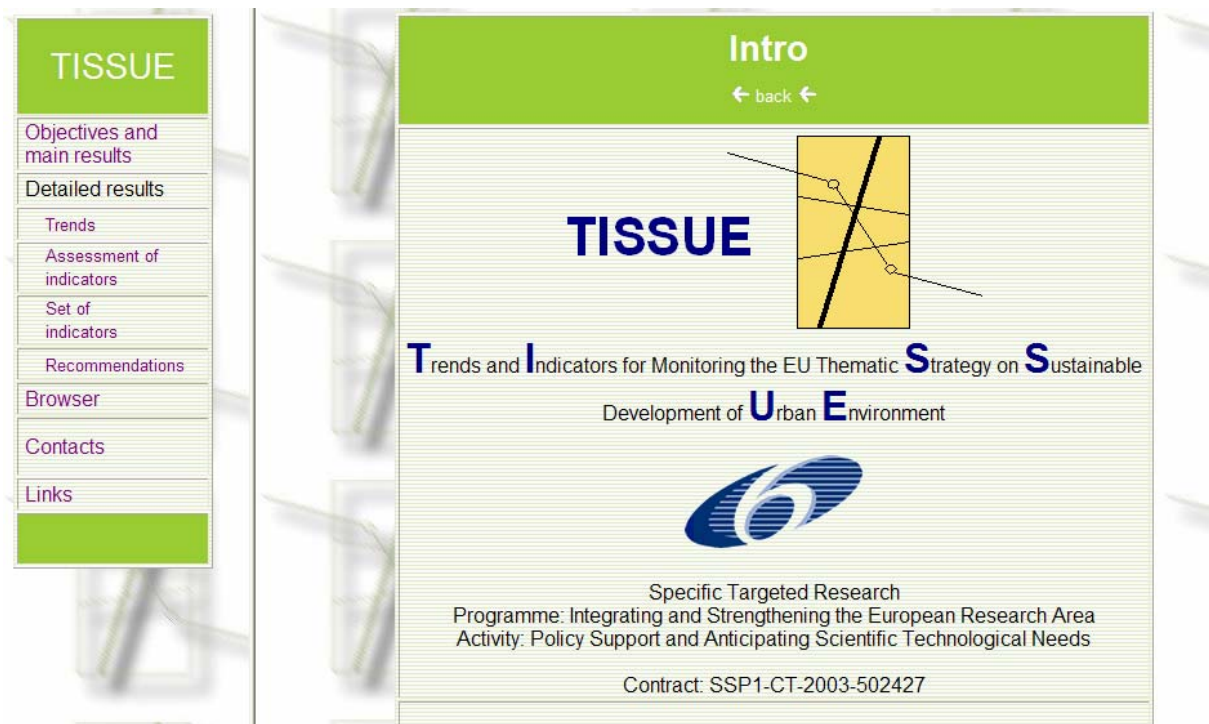 TISSUE
Objectives and
main results
Detailed results
Trends
Assessment of
indicators
Set of
indicators
Recommendations
Browser
Contacts
Links
Intro
← back ←
TISSUE
Trends and Indicators for Monitoring the EU Thematic Strategy on Sustainable
Development of Urban Environment
6
Specific Targeted Research
Programme: Integrating and Strengthening the European Research Area
Activity: Policy Support and Anticipating Scientific Technological Needs
Contract: SSP1-CT-2003-502427